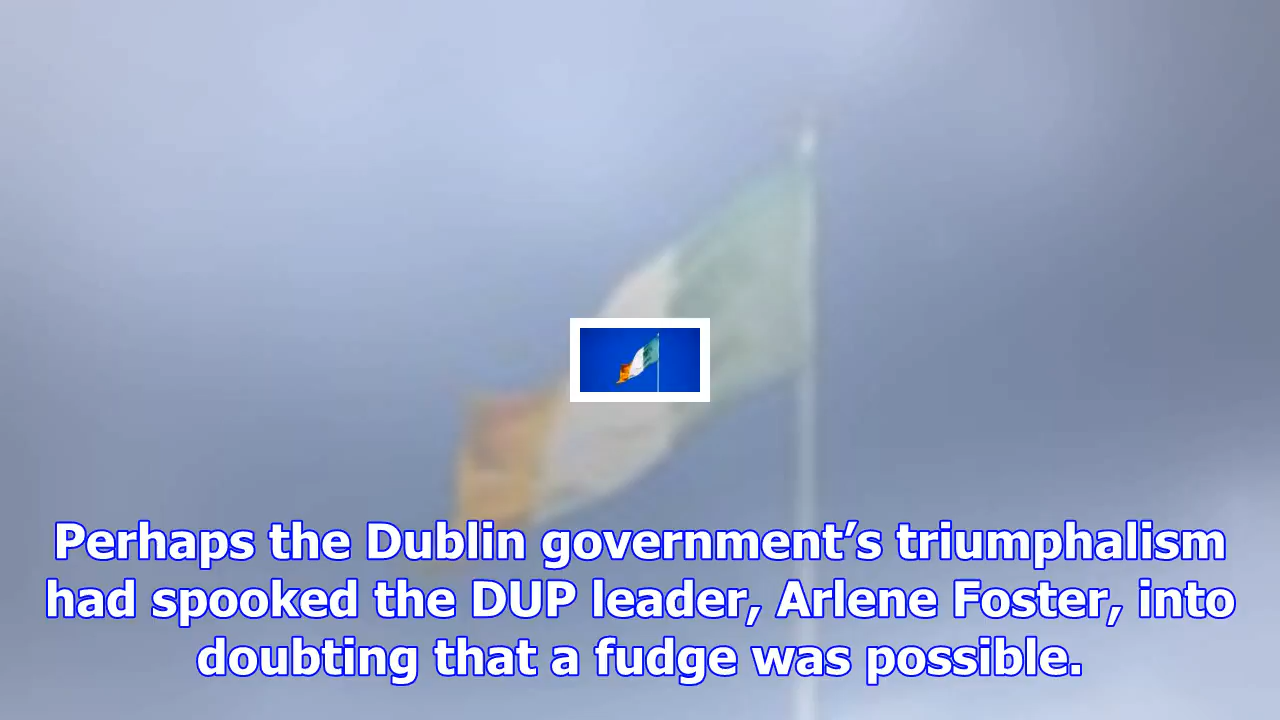 Perhaps the Dublin government’s triumphalism
had spooked the DUP leader, Arlene Foster, into
doubting that a fudge was possible.